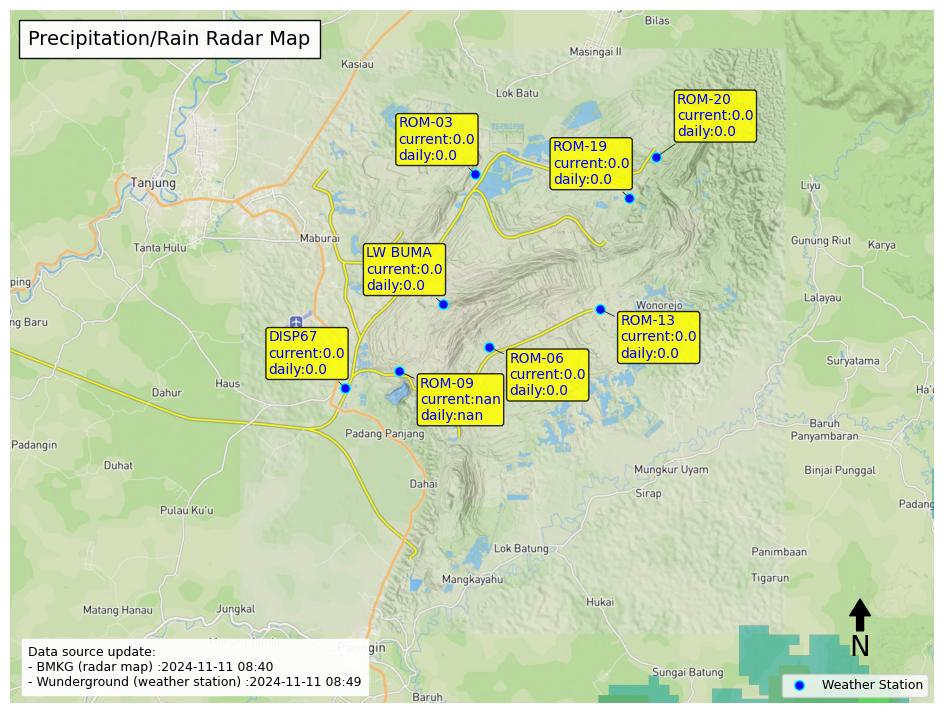 Precipitation/Rain Radar Map
Bilas
Masingai II
Kasiau
Lok Batu
ROM-20
current:0.0
daily:0.0
ROM-03
current:0.0
daily:0.0
ROM-19
current:0.0
daily:0.0
Tanjung
Liyu
Tanta Hulu
Maburai
Gunung Riut
Karya
LW BUMA
current:0.0
daily:0.0
ping
Lalayau
Wonorejo
ng Baru
ROM-13
current:0.0
daily:0.0
DISP67
current:0.0
daily:0.0
ROM-06
current:0.0
daily:0.0
Suryatama
Haus
Dahur
Ha'
ROM-09
current:nan
daily:nan
Baruh
Panyambaran
Padang Panjang
Padangin
Duhat
Mungkur Uyam
Binjai Punggal
Dahai
Sirap
Padang
Pulau Ku'u
Lok Batung
Panimbaan
Mangkayahu
Tigarun
Hukai
Matang Hanau
Jungkal
N
Data source update:
- BMKG (radar map) :2024-11-11 08:40
- Wunderground (weather station) :2024-11-11 08:49
Sungai Batung
Weather Station
Baruh